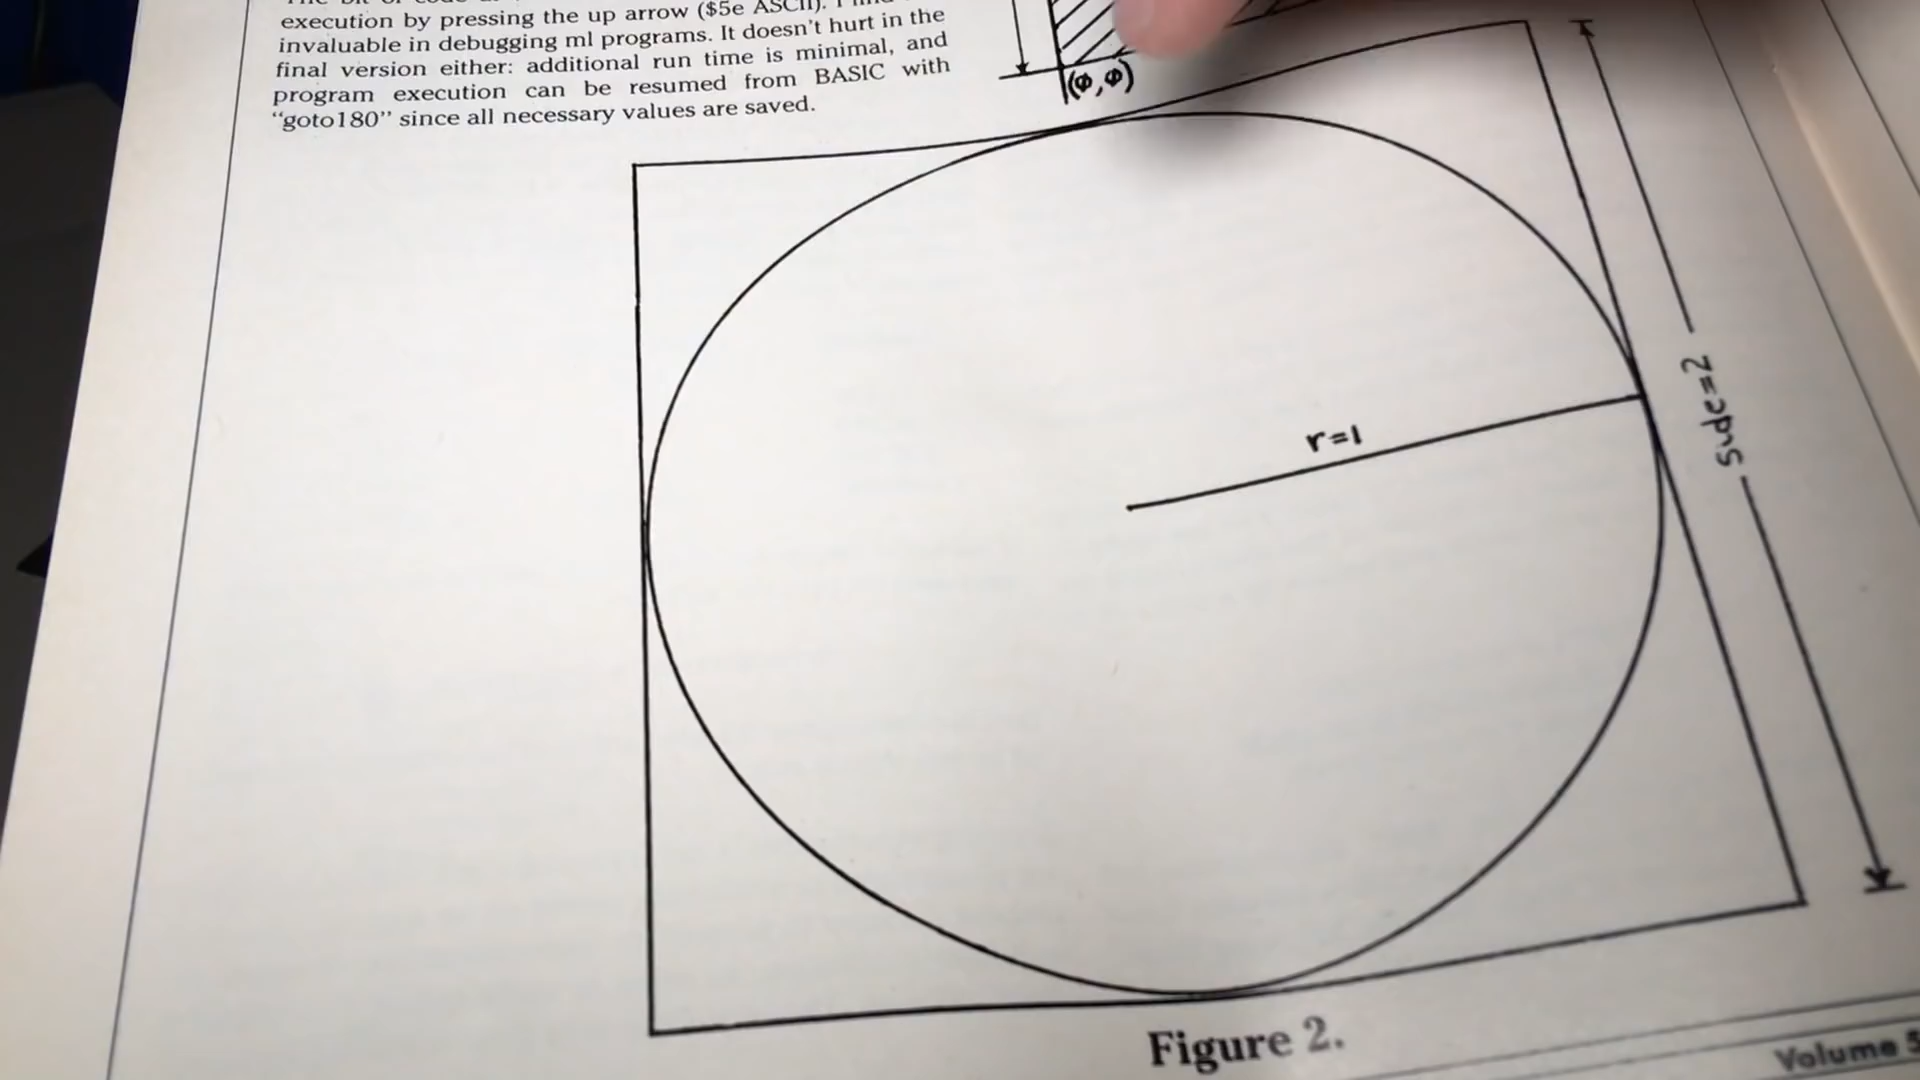 execution by pressing the up arrow ($5e ASCII).
invaluable in debugging ml programs. It doesn't hurt in the
final version either: additional run time is minimal, and
program execution can be resumed from BASIC with
“goto180” since all necessary values are saved.
(φ,φ)
r=1
side=2
Figure 2.
Volume 5